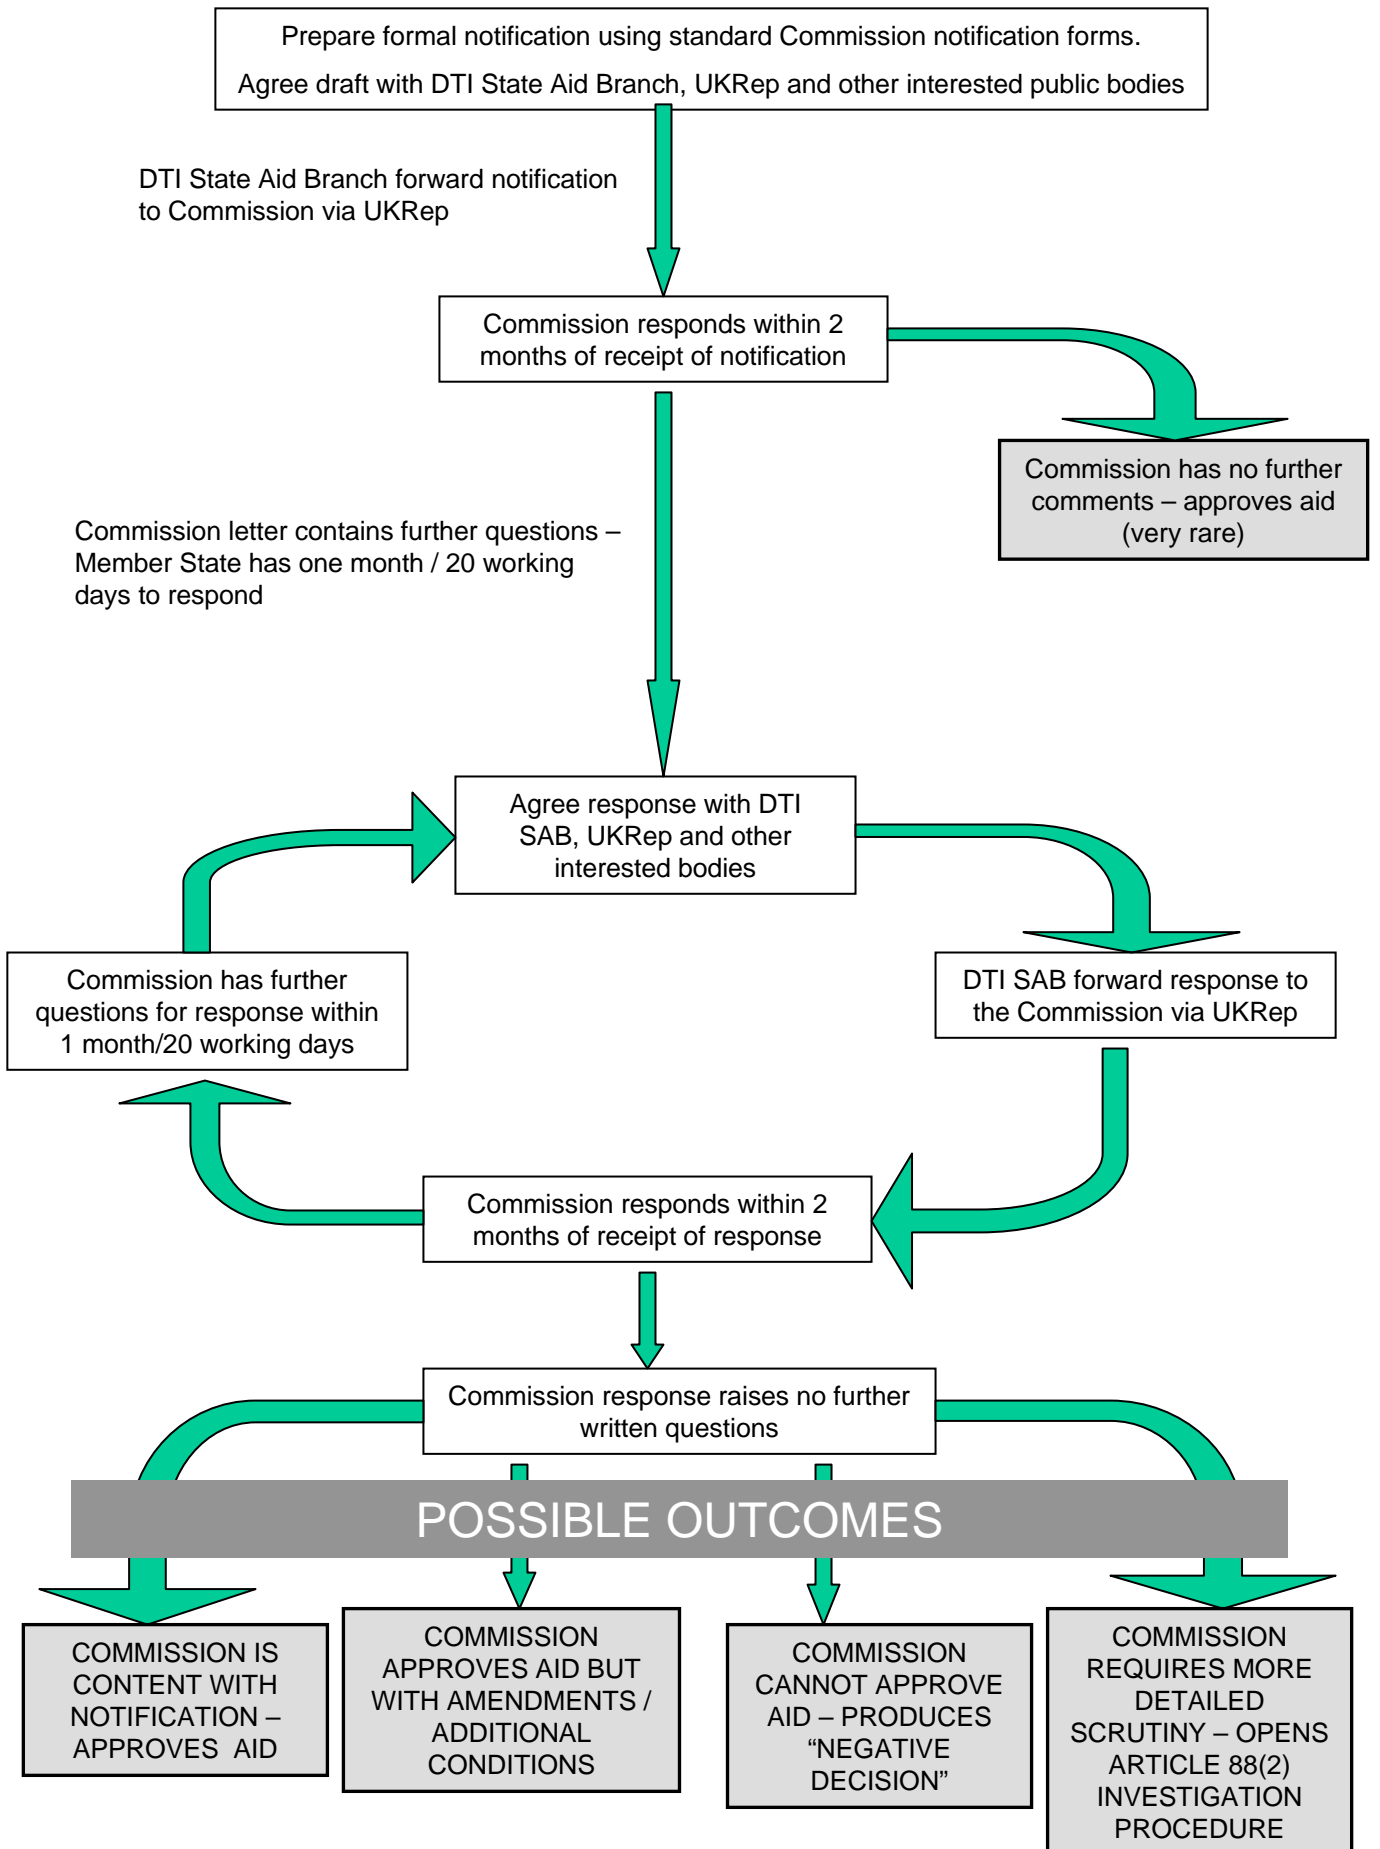 Prepare formal notification using standard Commission notification forms.
Agree draft with DTI State Aid Branch, UKRep and other interested public bodies
DTI State Aid Branch forward notification
to Commission via UKRep
Commission responds within 2
months of receipt of notification
Commission has no further
comments – approves aid
(very rare)
Commission letter contains further questions –
Member State has one month / 20 working
days to respond
Agree response with DTI
SAB, UKRep and other
interested bodies
Commission has further
questions for response within
1 month/20 working days
DTI SAB forward response to
the Commission via UKRep
Commission responds within 2
months of receipt of response
Commission response raises no further
written questions
POSSIBLE OUTCOMES
COMMISSION IS
CONTENT WITH
NOTIFICATION –
APPROVES AID
COMMISSION
APPROVES AID BUT
WITH AMENDMENTS /
ADDITIONAL
CONDITIONS
COMMISSION
CANNOT APPROVE
AID – PRODUCES
“NEGATIVE
DECISION”
COMMISSION
REQUIRES MORE
DETAILED
SCRUTINY – OPENS
ARTICLE 88(2)
INVESTIGATION
PROCEDURE